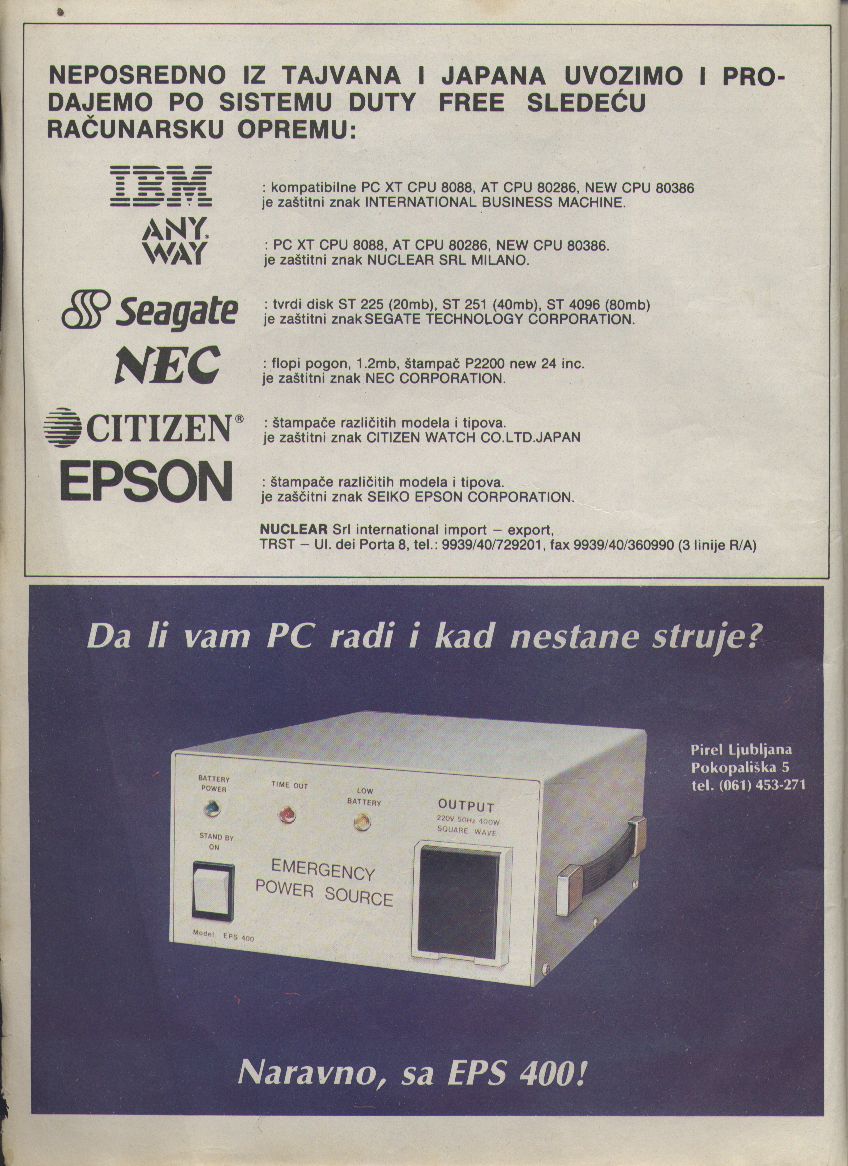 NEPOSREDNO IZ TAJVANA I JAPANA UVOZIMO I PRO-
DAJEMO PO SISTEMU DUTY FREE SLEDEĆU
RAČUNARSKU OPREMU:
IBM
: kompatibilne PC XT CPU 8088, AT CPU 80286, NEW CPU 80386
je zaštitni znak INTERNATIONAL BUSINESS MACHINE.
ANY.
WAY
: PC XT CPU 8088, AT CPU 80286, NEW CPU 80386.
je zaštitni znak NUCLEAR SRL MILANO.
Seagate
: tvrdi disk ST 225 (20mb), ST 251 (40mb), ST 4096 (80mb)
je zaštitni znak SEGATE TECHNOLOGY CORPORATION.
NEC
: flopi pogon, 1.2mb, štampač P2200 new 24 inc.
je zaštitni znak NEC CORPORATION.
CITIZEN®
: štampače različitih modela i tipova.
je zaštitni znak CITIZEN WATCH CO.LTD.JAPAN
EPSON
: štampače različitih modela i tipova.
je zaščitni znak SEIKO EPSON CORPORATION.
NUCLEAR Srl international import – export,
TRST – Ul. dei Porta 8, tel.: 9939/40/729201, fax 9939/40/360990 (3 linije R/A)
Da li vam PC radi i kad nestane struje?
Pirel Ljubljana
Pokopališka 5
tel. (061) 453-271
BATTERY
POWER
TIME OUT
LOW
BATTERY
OUTPUT
220V 50Hz 400W
SQUARE WAVE
STAND BY
ON
EMERGENCY
POWER SOURCE
Model EPS 400
Naravno, sa EPS 400!